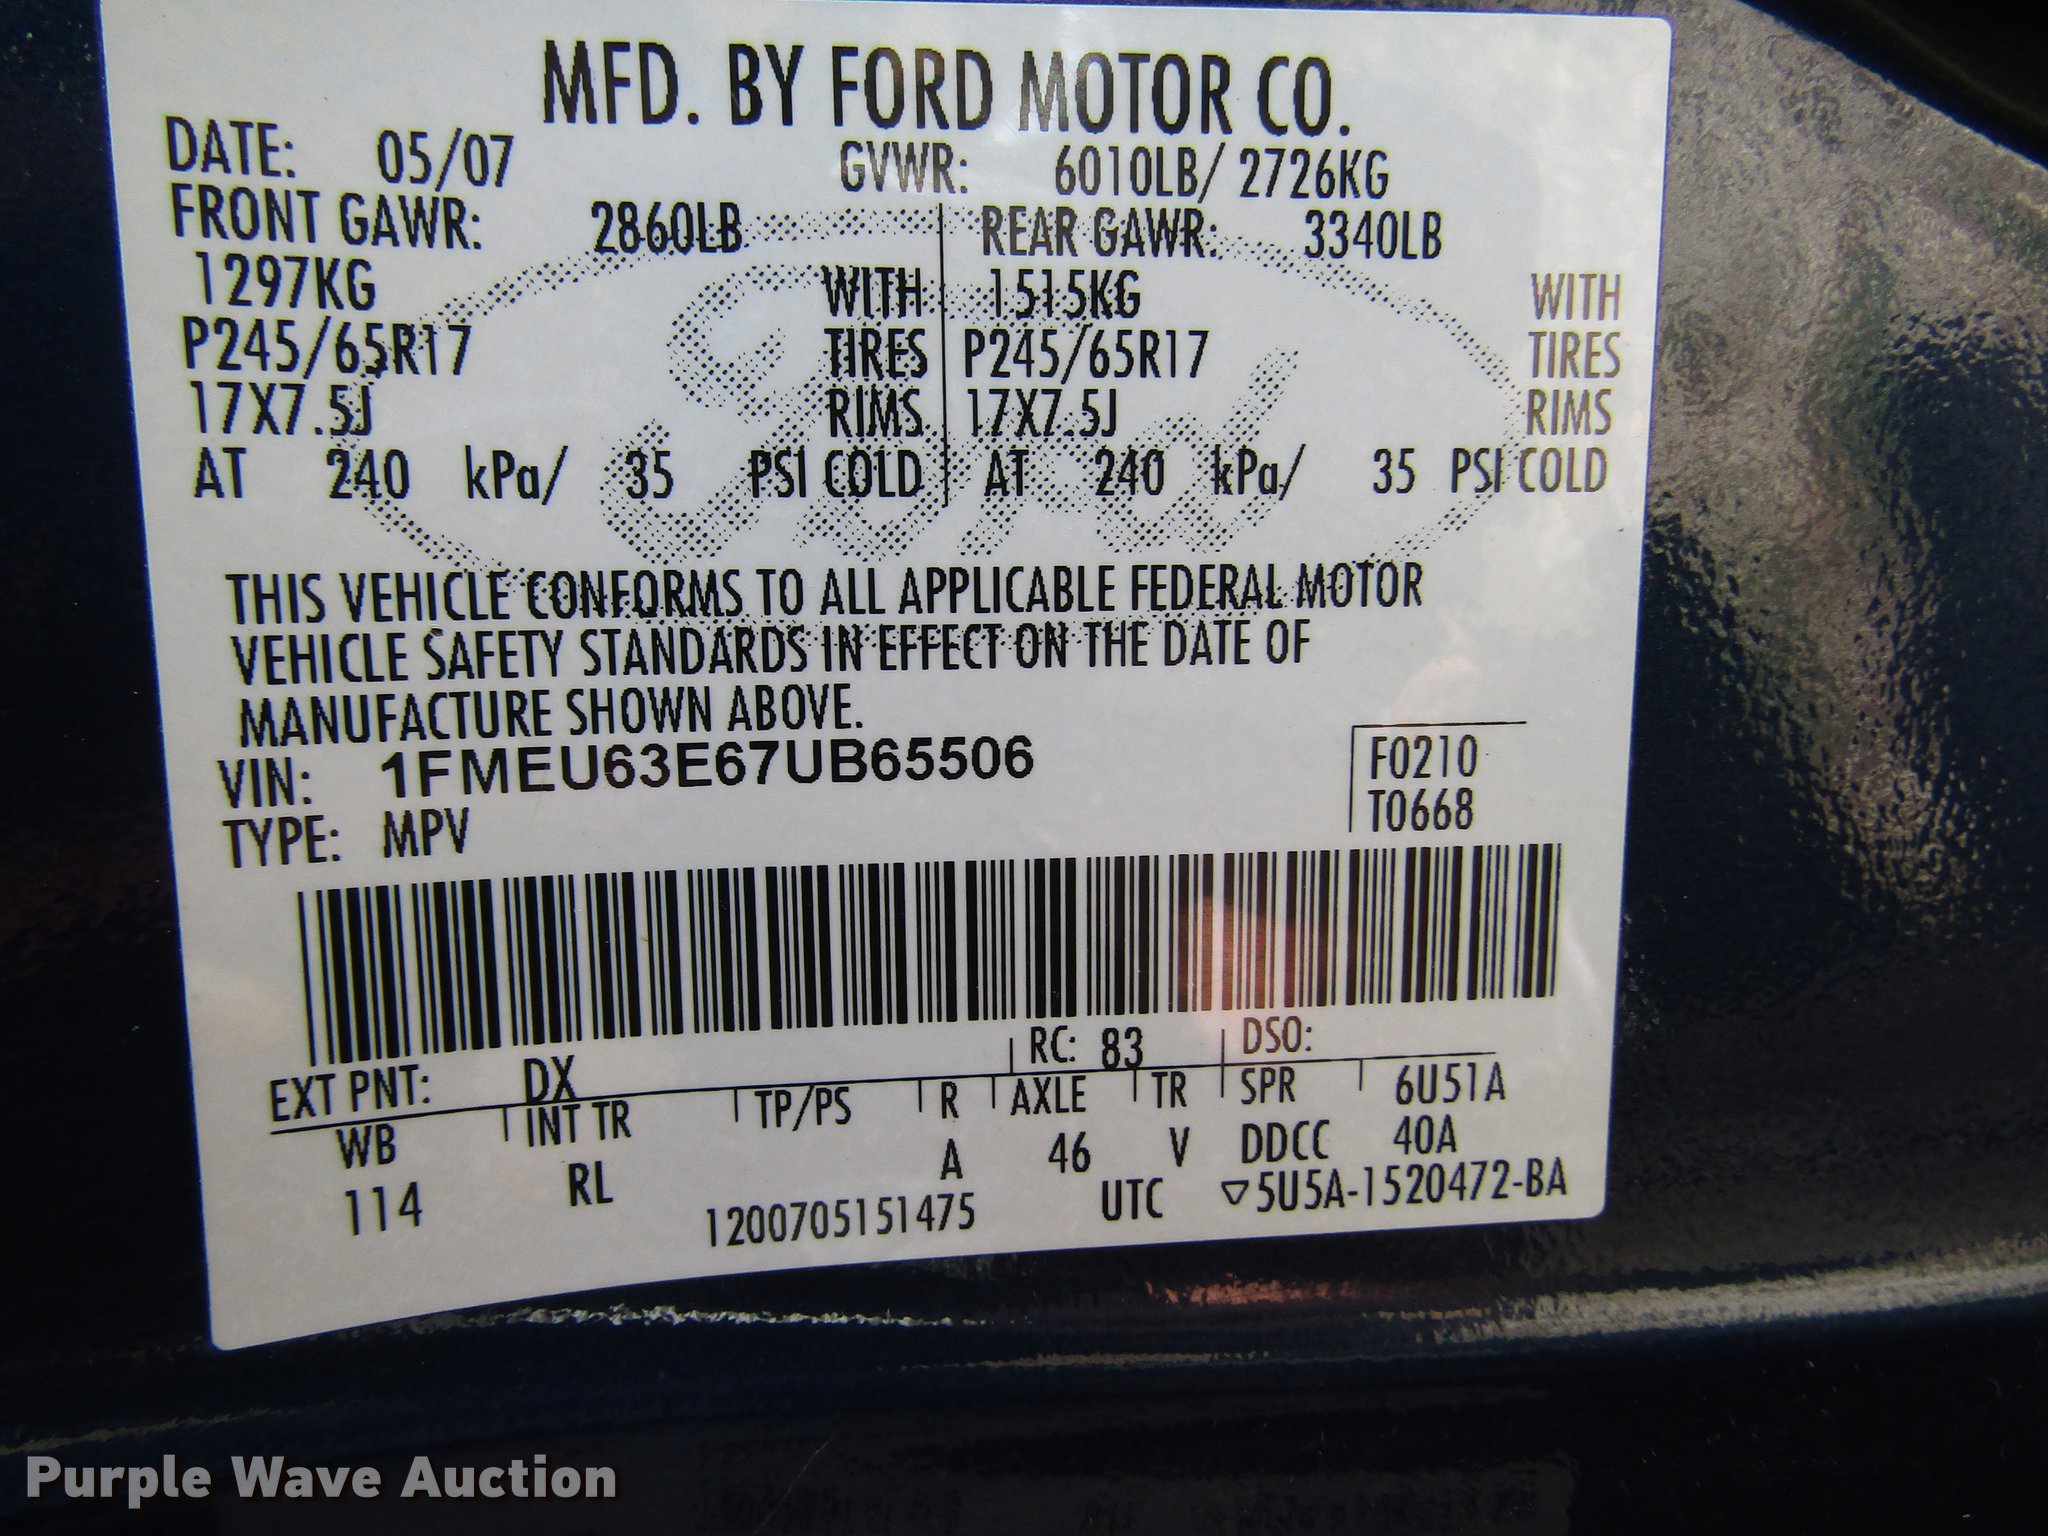 MFD. BY FORD MOTOR CO.
DATE: 05/07 GVWR: 6010LB/ 2726KG
FRONT GAWR: 2860LB REAR GAWR: 3340LB
1297KG WITH 1515KG WITH
P245/65R17 TIRES P245/65R17 TIRES
17X7.5J RIMS 17X7.5J RIMS
AT 240 kPa/ 35 PSI COLD AT 240 kPa/ 35 PSI COLD
Ford
THIS VEHICLE CONFORMS TO ALL APPLICABLE FEDERAL MOTOR
VEHICLE SAFETY STANDARDS IN EFFECT ON THE DATE OF
MANUFACTURE SHOWN ABOVE.
VIN: 1FMEU63E67UB65506 F0210
TYPE: MPV T0668
EXT PNT: DX RC: 83 DSO:
WB INT TR TP/PS R AXLE TR SPR 6U51A
114 RL A 46 V DDCC 40A
1200705151475 UTC ▽5U5A-1520472-BA
Purple Wave Auction